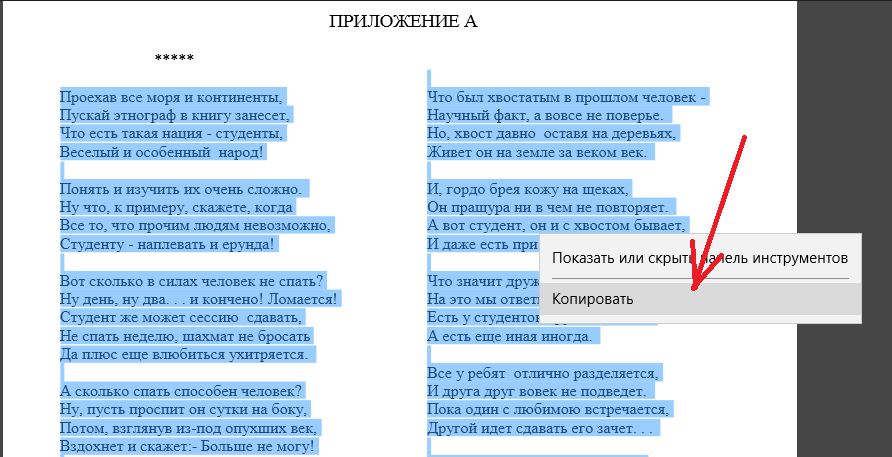 ПРИЛОЖЕНИЕ А
*****
Проехав все моря и континенты,
Пускай этнограф в книгу занесет,
Что есть такая нация - студенты,
Веселый и особенный  народ!
Понять и изучить их очень сложно.
Ну что, к примеру, скажете, когда
Все то, что прочим людям невозможно,
Студенту - наплевать и ерунда!
Вот сколько в силах человек не спать?
Ну день, ну два. . . и кончено! Ломается!
Студент же может сессию  сдавать,
Не спать неделю, шахмат не бросать
Да плюс еще влюбиться ухитряется.
А сколько спать способен человек?
Ну, пусть проспит он сутки на боку,
Потом, взглянув из-под опухших век,
Вздохнет и скажет:- Больше не могу!
Что был хвостатым в прошлом человек -
Научный факт, а вовсе не поверье.
Но, хвост давно  оставя на деревьях,
Живет он на земле за веком век.
И, гордо брея кожу на щеках,
Он пращура ни в чем не повторяет.
А вот студент, он и с хвостом бывает,
И даже есть при
Что значит друж
На это мы ответи
Есть у студентов
А есть еще иная иногда.
Все у ребят  отлично разделяется,
И друга друг вовек не подведет.
Пока один с любимою встречается,
Другой идет сдавать его зачет. . .
Показать или скрыть панель инструментов
Копировать